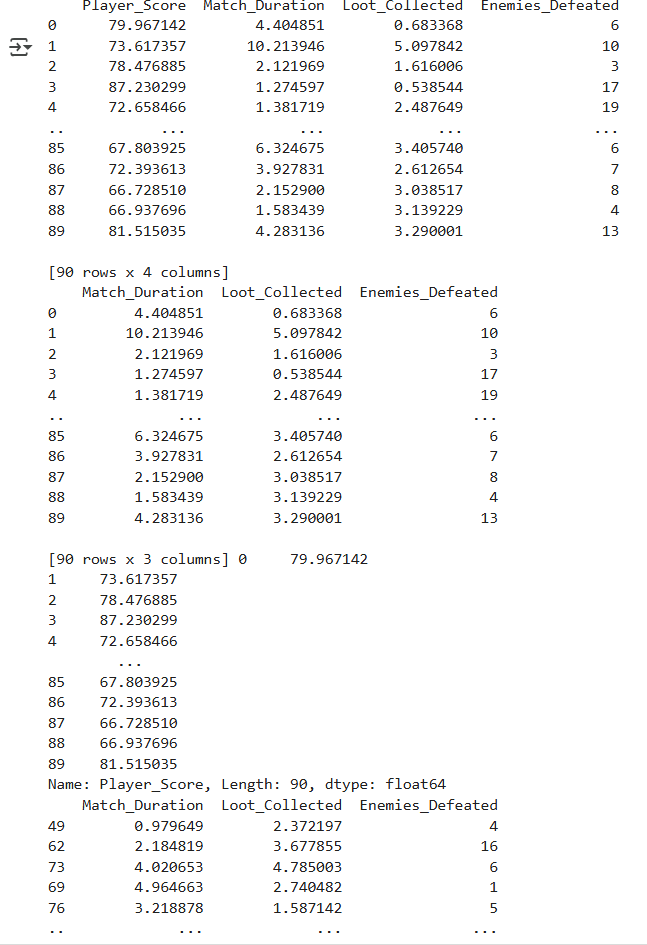 Player_Score Match_Duration Loot_Collected Enemies_Defeated
0 79.967142 4.404851 0.683368 6
1 73.617357 10.213946 5.097842 10
2 78.476885 2.121969 1.616006 3
3 87.230299 1.274597 0.538544 17
4 72.658466 1.381719 2.487649 19
.. ... ... ... ...
85 67.803925 6.324675 3.405740 6
86 72.393613 3.927831 2.612654 7
87 66.728510 2.152900 3.038517 8
88 66.937696 1.583439 3.139229 4
89 81.515035 4.283136 3.290001 13
[90 rows x 4 columns]
Match_Duration Loot_Collected Enemies_Defeated
0 4.404851 0.683368 6
1 10.213946 5.097842 10
2 2.121969 1.616006 3
3 1.274597 0.538544 17
4 1.381719 2.487649 19
.. ... ... ...
85 6.324675 3.405740 6
86 3.927831 2.612654 7
87 2.152900 3.038517 8
88 1.583439 3.139229 4
89 4.283136 3.290001 13
[90 rows x 3 columns] 0 79.967142
1 73.617357
2 78.476885
3 87.230299
4 72.658466
...
85 67.803925
86 72.393613
87 66.728510
88 66.937696
89 81.515035
Name: Player_Score, Length: 90, dtype: float64
Match_Duration Loot_Collected Enemies_Defeated
49 0.979649 2.372197 4
62 2.184819 3.677855 16
73 4.020653 4.785003 6
69 4.964663 2.740482 1
76 3.218878 1.587142 5
.. ... ... ...